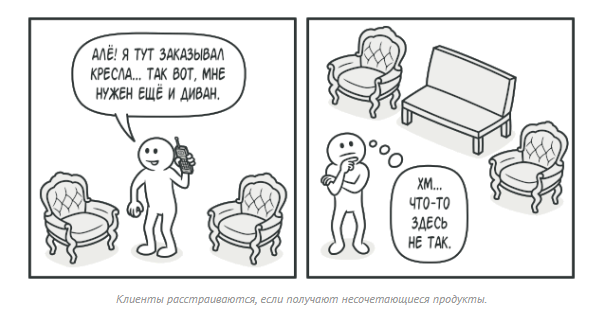 АЛЁ! Я ТУТ ЗАКАЗЫВАЛ
КРЕСЛА... ТАК ВОТ, МНЕ
НУЖЕН ЕЩЁ И ДИВАН.
ХМ...
ЧТО-ТО
ЗДЕСЬ
НЕ ТАК.
Клиенты расстраиваются, если получают несочетающиеся продукты.